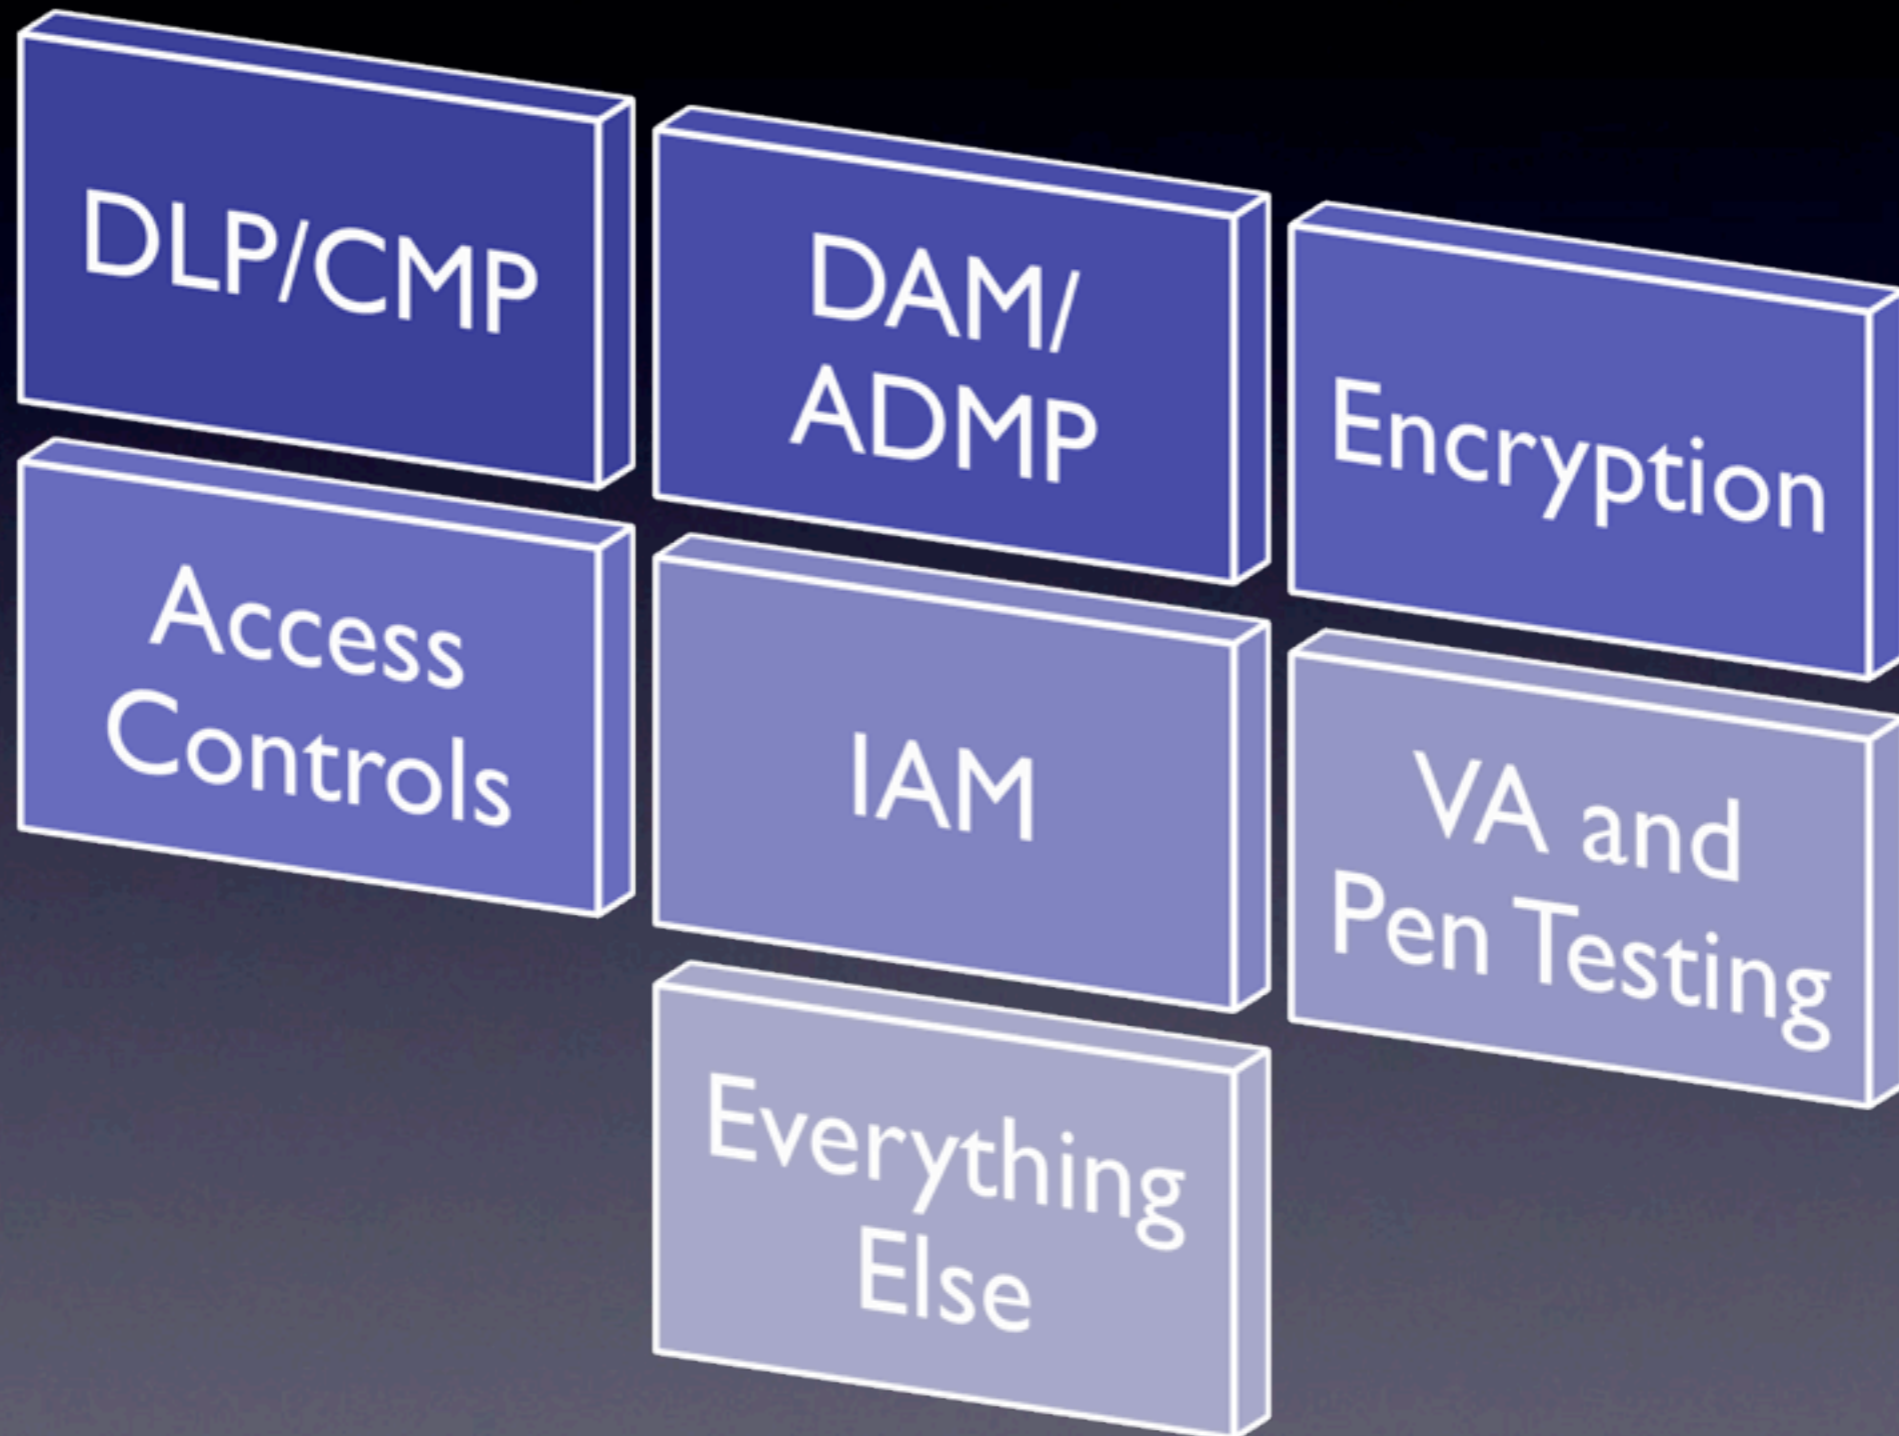 DLP/CMP
DAM/
ADMP
Encryption
Access
Controls
IAM
VA and
Pen Testing
Everything
Else